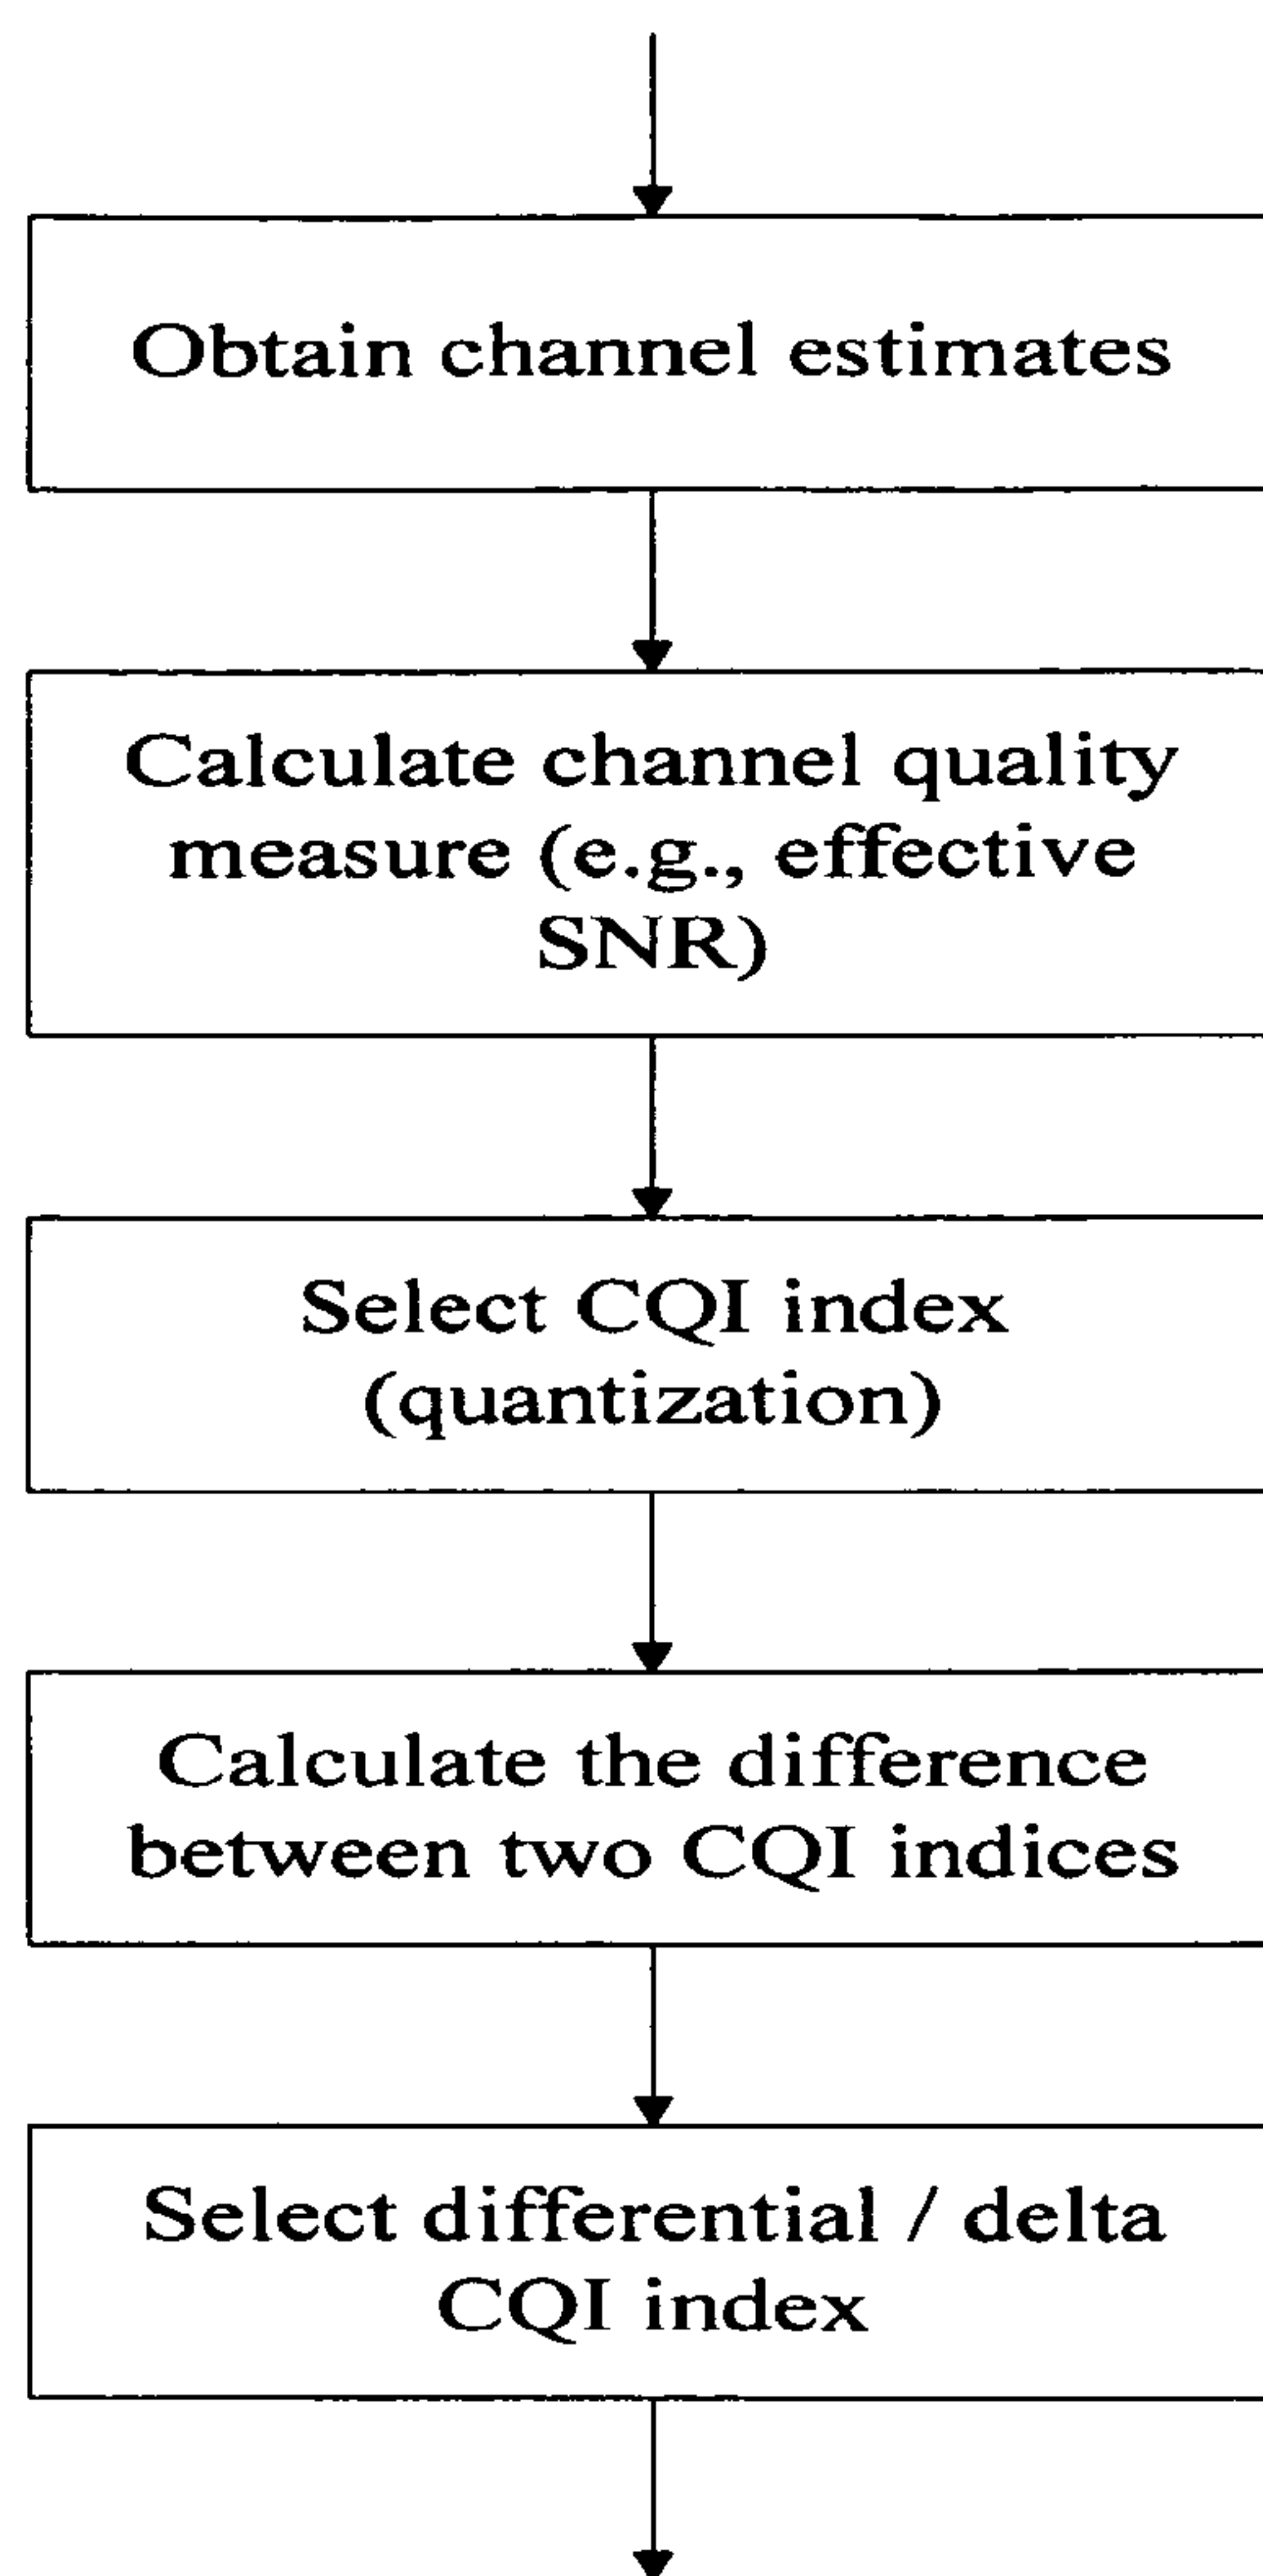 Obtain channel estimates
Calculate channel quality
measure (e.g., effective
SNR)
Select CQI index
(quantization)
Calculate the difference
between two CQI indices
Select differential / delta
CQI index